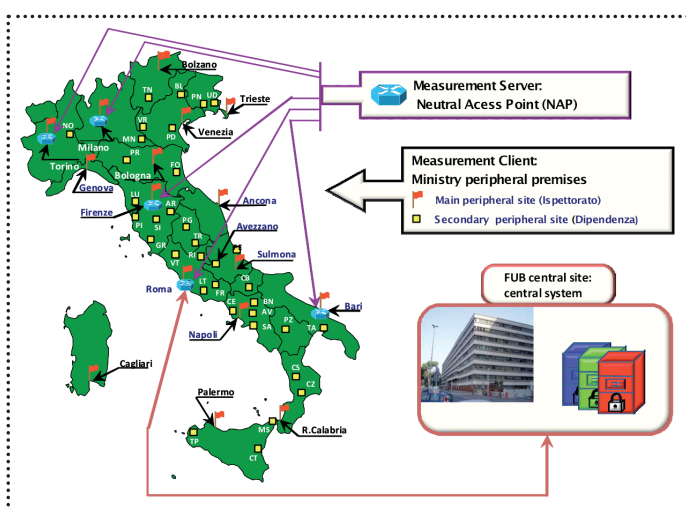 Bolzano
TN
BL
PN
UD
Trieste
Measurement Server:
Neutral Acess Point (NAP)
NO
VR
Venezia
Milano
MN
PD
Torino
PR
Bologna
FO
Measurement Client:
Ministry peripheral premises
Main peripheral site (Ispettorato)
Secondary peripheral site (Dipendenza)
Genova
LU
Ancona
Firenze
AR
PI
SI
PG
Avezzano
GR
TR
VT
RI
Sulmona
FUB central site:
central system
Roma
LT
FR
CB
CE
BN
Bari
AV
Napoli
SA
PZ
TA
Cagliari
CS
CZ
Palermo
MS
R.Calabria
TP
CT